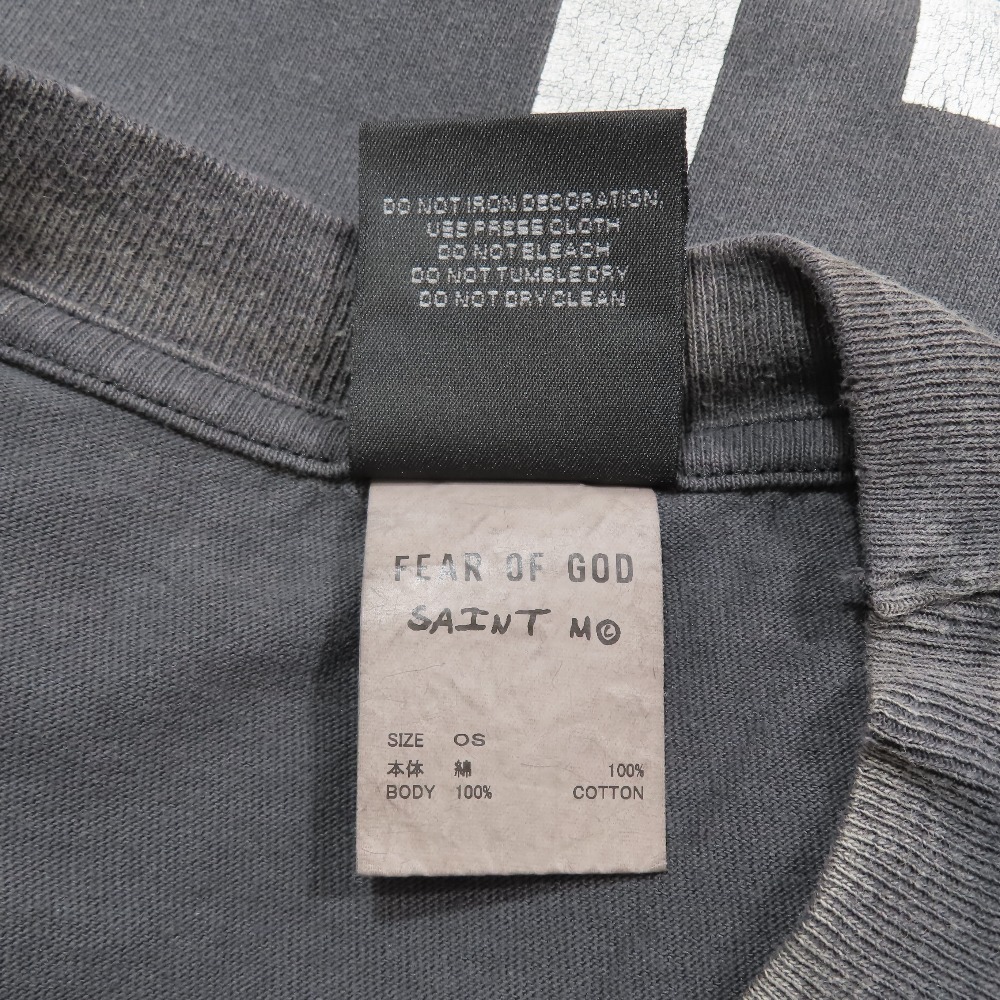 DO NOT IRON DECORATION,
USE PRESS CLOTH
DO NOT BLEACH
DO NOT TUMBLE DRY
DO NOT DRY CLEAN
FEAR OF GOD
SAINT M©
SIZE OS
本体 綿 100%
BODY 100% COTTON